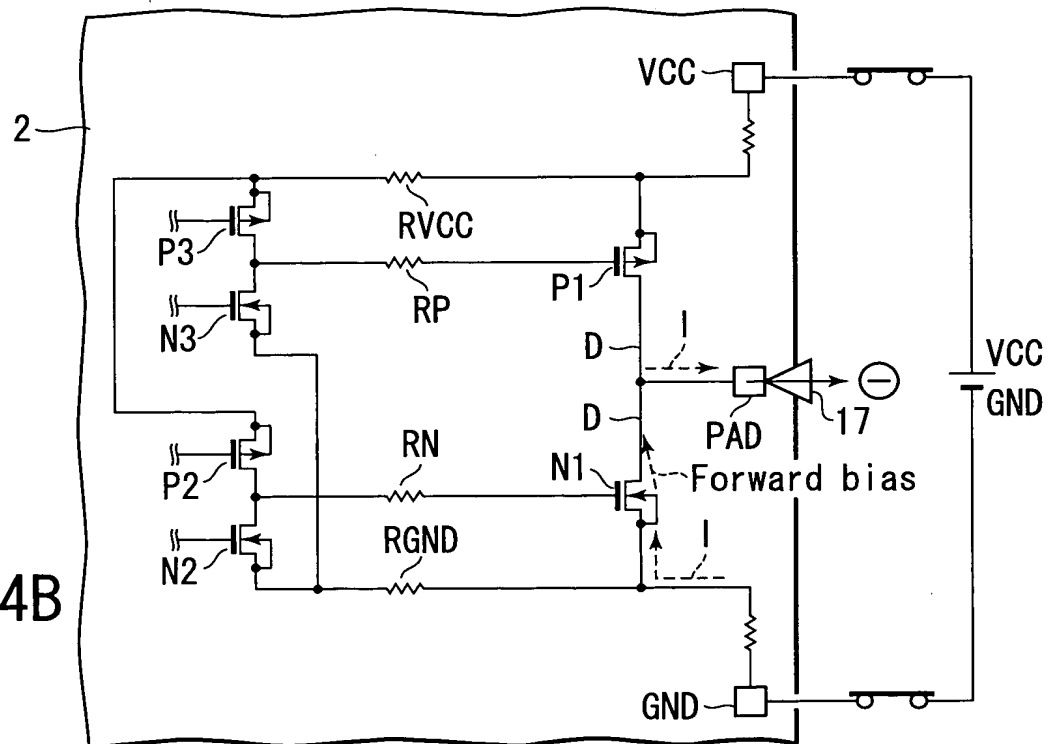 VCC
2
RVCC
P3
P1
RP
N3
D
I
VCC
GND
⊖
17
PAD
D
RN
N1
Forward bias
P2
RGND
I
N2
4B
GND